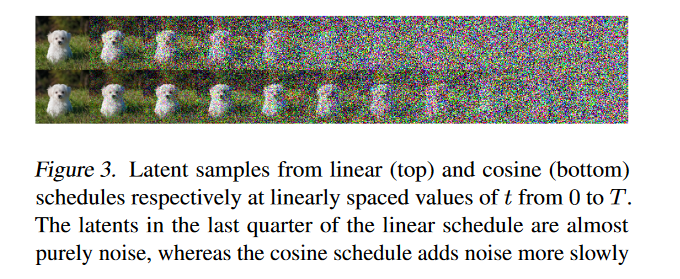 Figure 3. Latent samples from linear (top) and cosine (bottom)
schedules respectively at linearly spaced values of t from 0 to T.
The latents in the last quarter of the linear schedule are almost
purely noise, whereas the cosine schedule adds noise more slowly